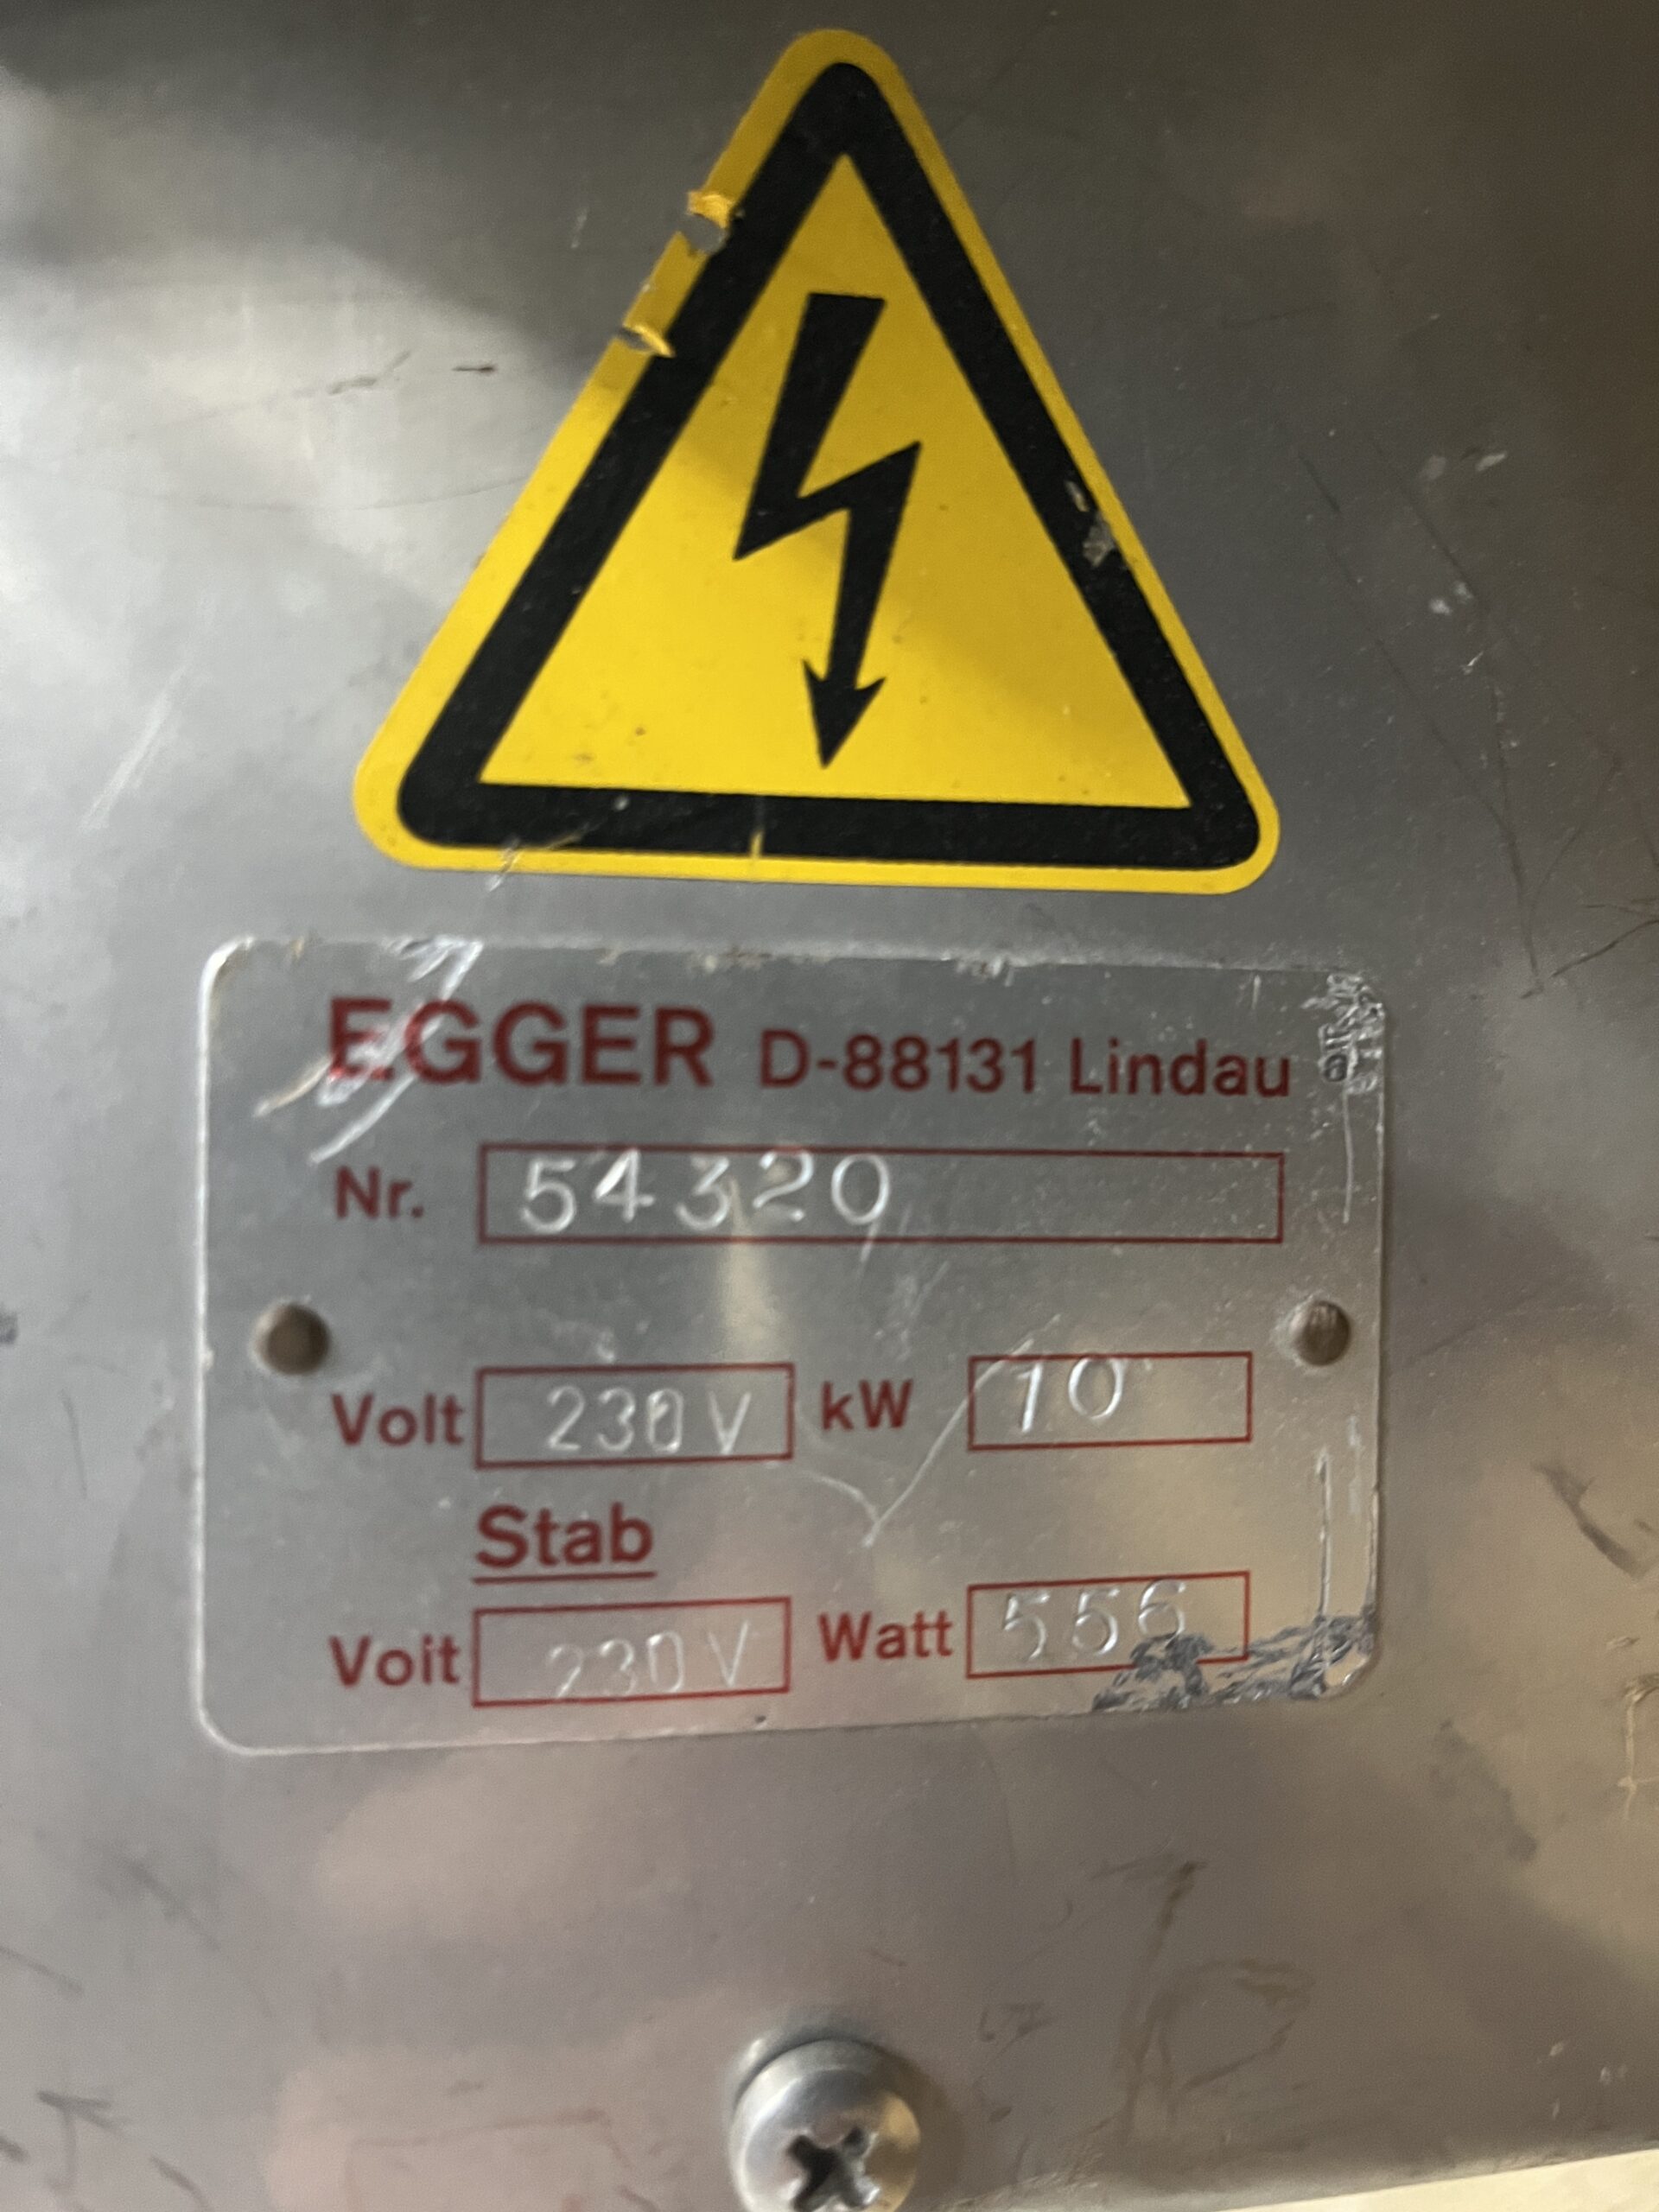 EGGER D-88131 Lindau
Nr. 54320
Volt 230V kW 10
Stab
Volt 230V Watt 556